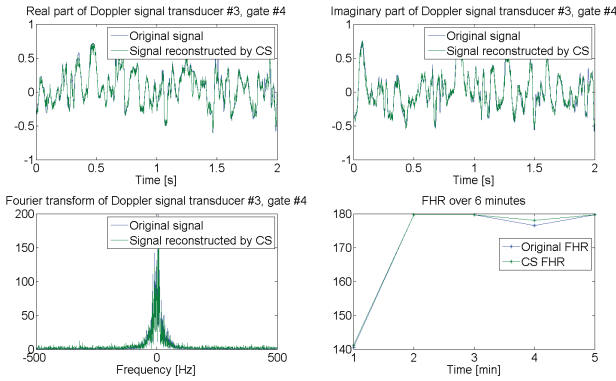 Real part of Doppler signal transducer #3, gate #4
1
0.5
0
-0.5
-1
0 0.5 1 1.5 2
Time [s]
Original signal
Signal reconstructed by CS
Imaginary part of Doppler signal transducer #3, gate #4
1
0.5
0
-0.5
-1
0 0.5 1 1.5 2
Time [s]
Original signal
Signal reconstructed by CS
Fourier transform of Doppler signal transducer #3, gate #4
200
150
100
50
0
-500 0 500
Frequency [Hz]
Original signal
Signal reconstructed by CS
FHR over 6 minutes
180
170
160
150
140
1 2 3 4 5
Time [min]
Original FHR
CS FHR